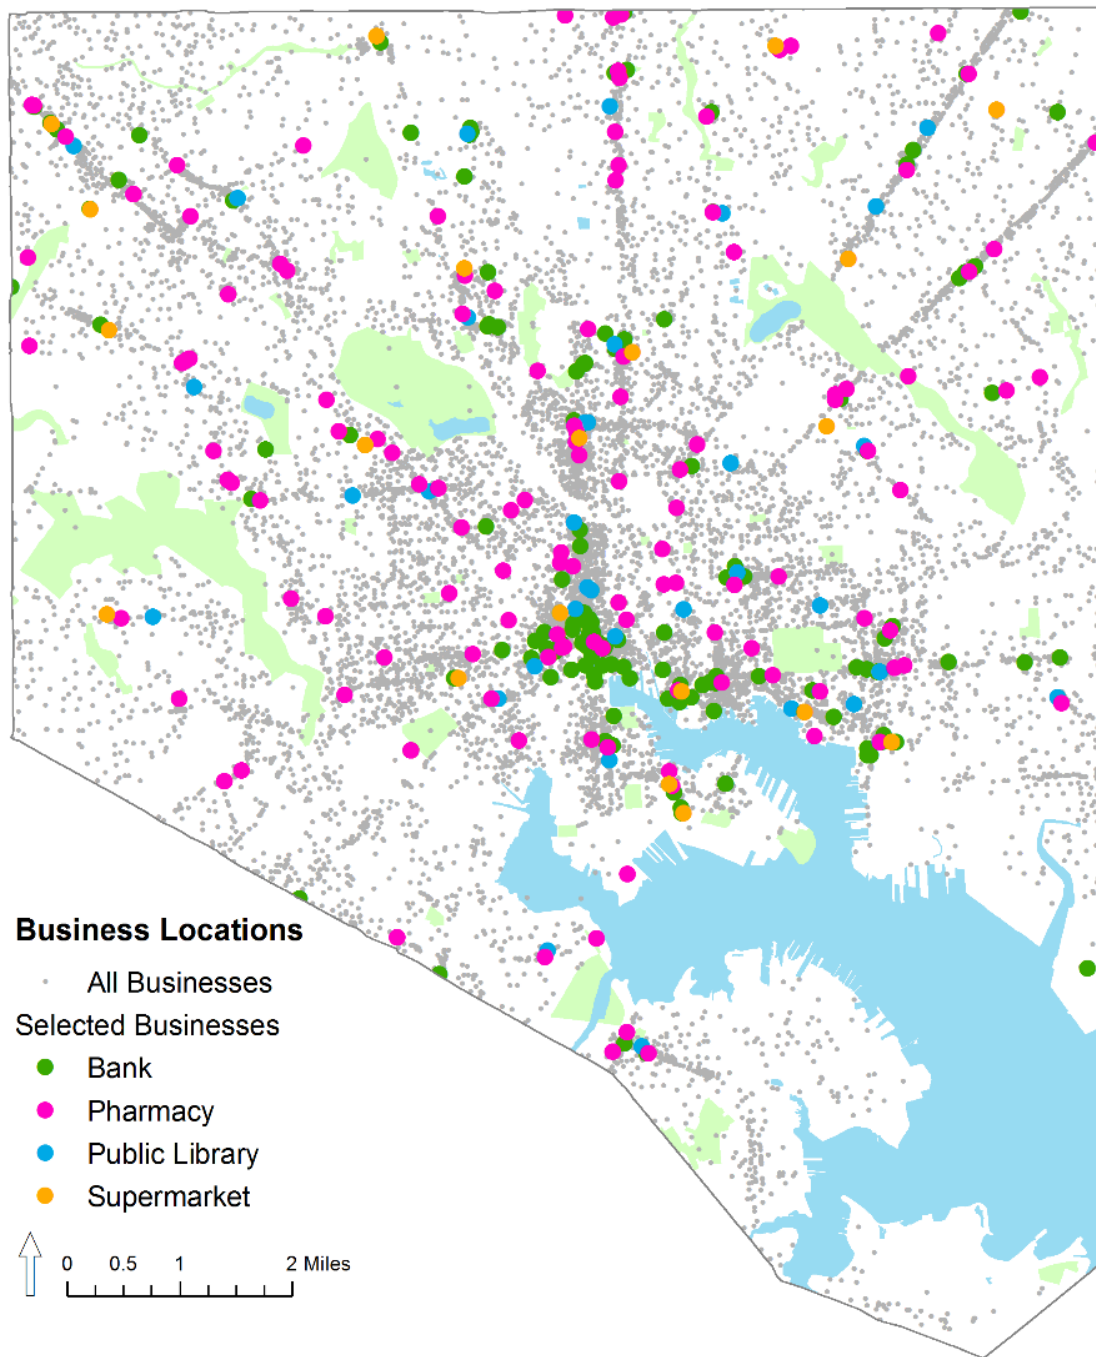 Business Locations
All Businesses
Selected Businesses
Bank
Pharmacy
Public Library
Supermarket
0 0.5 1 2 Miles